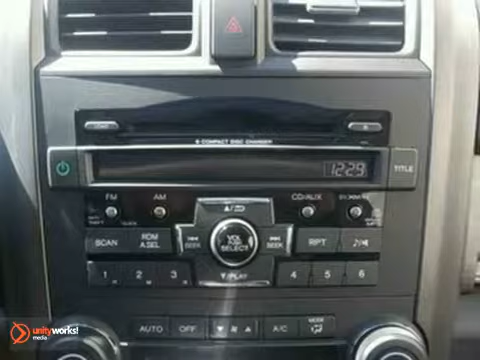 6 COMPACT DISC CHANGER
12:29
TITLE
FM AM CD/AUX
SCAN RDM A.SEL SEEK VOL SELECT SEEK RPT
1 2 3 ▼/PLAY 4 5 6
AUTO OFF ▼ ▲ A/C MODE
unityworks!
media